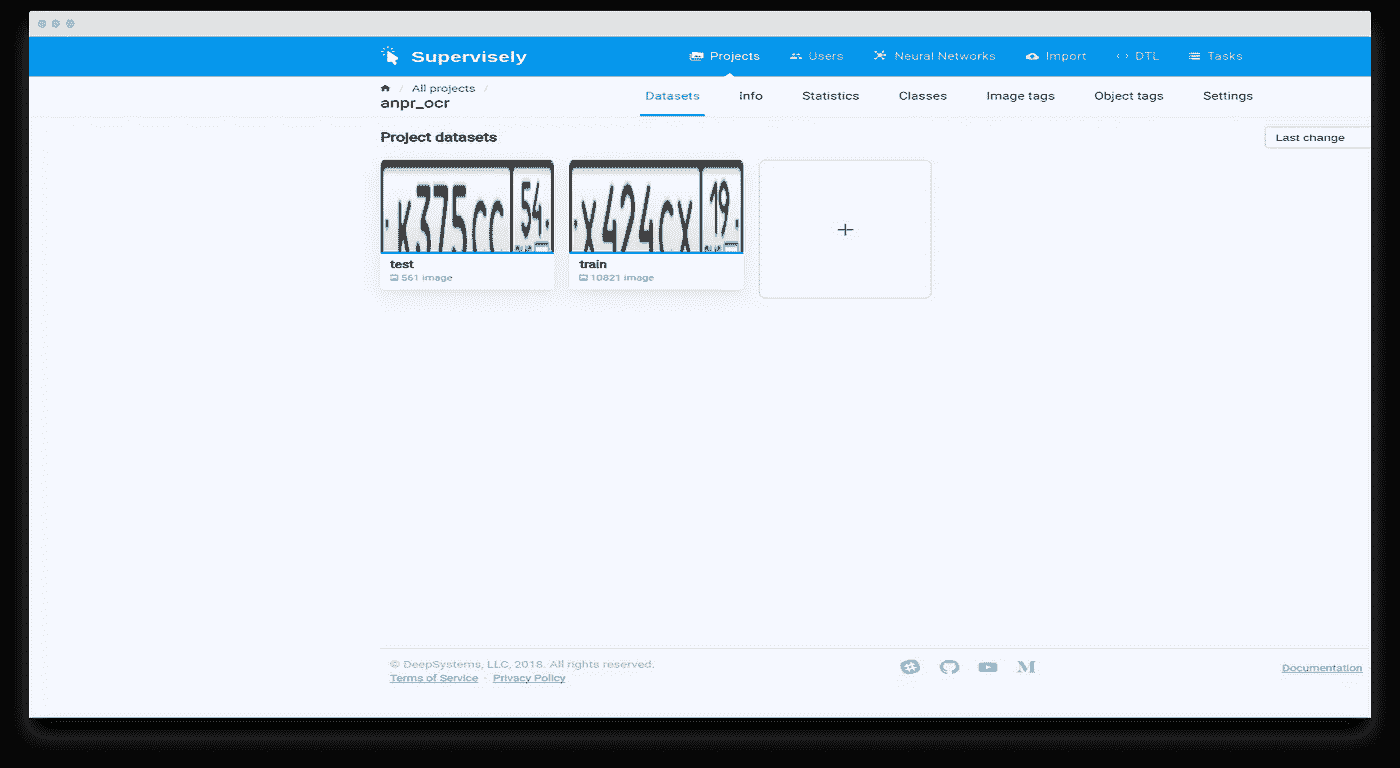 Supervisely
Projects Users Neural Networks Import DTL Tasks
/ All projects /
anpr_ocr
Datasets Info Statistics Classes Image tags Object tags Settings
Project datasets
Last change
к375сс 54
х424сх 19
test
561 image
train
10821 image
+
© DeepSystems, LLC, 2018. All rights reserved.
Terms of Service · Privacy Policy
Documentation